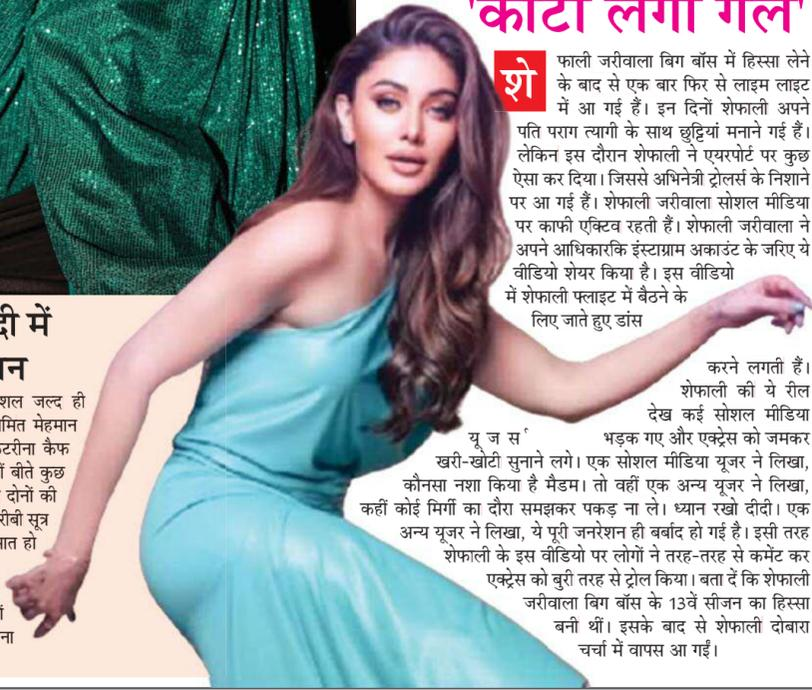 'कांटा लगा गर्ल'
शेफाली जरीवाला बिग बॉस में हिस्सा लेने
के बाद से एक बार फिर से लाइम लाइट
में आ गई हैं। इन दिनों शेफाली अपने
पति पराग त्यागी के साथ छुट्टियां मनाने गई हैं।
लेकिन इस दौरान शेफाली ने एयरपोर्ट पर कुछ
ऐसा कर दिया। जिससे अभिनेत्री ट्रोलर्स के निशाने
पर आ गई हैं। शेफाली जरीवाला सोशल मीडिया
पर काफी एक्टिव रहती हैं। शेफाली जरीवाला ने
अपने आधिकारकि इंस्टाग्राम अकाउंट के जरिए ये
वीडियो शेयर किया है। इस वीडियो
में शेफाली फ्लाइट में बैठने के
लिए जाते हुए डांस
करने लगती हैं।
शेफाली की ये रील
देख कई सोशल मीडिया
यूजर्स भड़क गए और एक्ट्रेस को जमकर
खरी-खोटी सुनाने लगे। एक सोशल मीडिया यूजर ने लिखा,
कौनसा नशा किया है मैडम। तो वहीं एक अन्य यूजर ने लिखा,
कहीं कोई मिर्गी का दौरा समझकर पकड़ ना ले। ध्यान रखो दीदी। एक
अन्य यूजर ने लिखा, ये पूरी जनरेशन ही बर्बाद हो गई है। इसी तरह
शेफाली के इस वीडियो पर लोगों ने तरह-तरह से कमेंट कर
एक्ट्रेस को बुरी तरह से ट्रोल किया। बता दें कि शेफाली
जरीवाला बिग बॉस के 13वें सीजन का हिस्सा
बनी थीं। इसके बाद से शेफाली दोबारा
चर्चा में वापस आ गईं।
में
जल्द ही
मेहमान
कैफ
बीते कुछ
दोनों की
सूत्र
हो